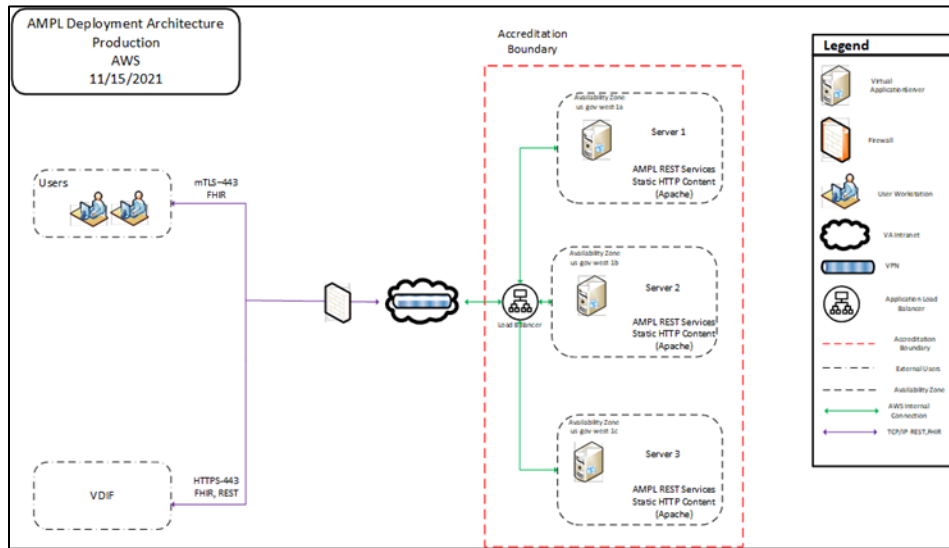 AMPL Deployment Architecture
Production
AWS
11/15/2021
Accreditation
Boundary
Users
mTLS-443
FHIR
VDIF
HTTPS-443
FHIR, REST
Load Balancer
Availability Zone
us gov west 1a
Server 1
AMPL REST Services
Static HTTP Content
(Apache)
Availability Zone
us gov west 1b
Server 2
AMPL REST Services
Static HTTP Content
(Apache)
Availability Zone
us gov west 1c
Server 3
AMPL REST Services
Static HTTP Content
(Apache)
Legend
Virtual
ApplicationServer
Firewall
User Workstation
VA Intranet
VPN
Application Load
Balancer
Accreditation
Boundary
External Users
Availability Zone
AWS Internal
Connection
TCP/IP REST,FHIR